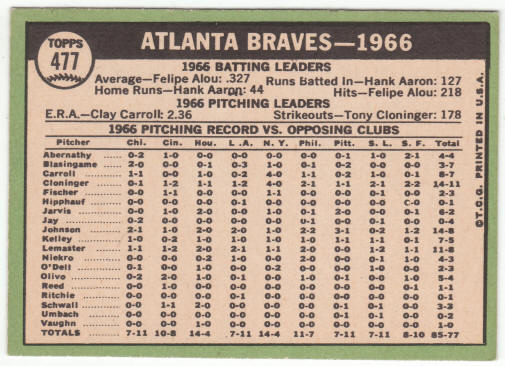 TOPPS
477
ATLANTA BRAVES—1966
1966 BATTING LEADERS
Average—Felipe Alou: .327 Runs Batted In—Hank Aaron: 127
Home Runs—Hank Aaron: 44 Hits—Felipe Alou: 218
1966 PITCHING LEADERS
E.R.A.—Clay Carroll: 2.36 Strikeouts—Tony Cloninger: 178
1966 PITCHING RECORD VS. OPPOSING CLUBS
Pitcher Chi. Cin. Hou. L. A. N. Y. Phil. Pitt. S. L. S. F. Total
Abernathy ...... 0-2 1-0 0-0 0-0 0-0 0-0 0-1 1-0 2-1 4-4
Blasingame ...... 2-0 0-0 0-1 0-3 1-0 0-2 0-0 0-0 0-1 3-7
Carroll ...... 1-1 0-0 1-0 0-2 4-0 1-1 0-2 0-0 1-0 8-7
Cloninger ...... 0-1 1-2 1-1 1-2 4-0 2-1 1-1 2-1 2-2 14-11
Fischer ...... 0-0 1-1 0-1 0-0 1-1 0-0 0-0 0-0 0-0 2-3
Hipphauf ...... 0-0 0-0 0-0 0-1 0-0 0-0 0-0 0-0 0-0 0-1
Jarvis ...... 0-0 1-0 2-0 0-0 1-0 0-1 2-0 0-0 0-1 6-2
Jay ...... 0-2 0-0 0-0 0-1 0-0 0-0 0-1 0-0 0-0 0-4
Johnson ...... 2-1 1-0 2-0 2-0 1-0 2-2 3-1 0-2 1-2 14-8
Kelley ...... 1-0 0-2 1-0 1-0 1-0 1-0 1-1 1-1 0-1 7-5
Lemaster ...... 1-1 1-2 2-0 2-1 1-1 2-0 0-0 1-2 1-1 11-8
Niekro ...... 0-0 0-0 0-2 0-1 0-0 2-0 0-0 1-0 1-0 4-3
O'Dell ...... 0-1 0-0 1-0 0-2 0-0 1-0 0-0 0-0 0-0 2-3
Olivo ...... 0-2 2-0 1-0 0-1 1-0 0-0 0-0 1-0 0-1 5-4
Reed ...... 0-0 1-0 0-0 0-0 0-0 0-0 0-0 0-0 0-1 1-1
Ritchie ...... 0-0 0-0 0-0 0-0 0-0 0-0 0-0 0-1 0-0 0-1
Schwall ...... 0-0 1-1 2-0 0-0 0-0 0-1 0-0 0-1 0-0 3-3
Umbach ...... 0-0 0-0 0-0 0-0 0-0 0-0 0-0 0-2 0-0 0-2
Vaughn ...... 0-0 0-0 1-0 0-0 0-0 0-0 0-0 0-0 0-0 1-0
TOTALS ...... 7-11 10-8 14-4 7-11 14-4 11-7 7-11 7-11 8-10 85-77
©T.C.G. PRINTED IN U.S.A.